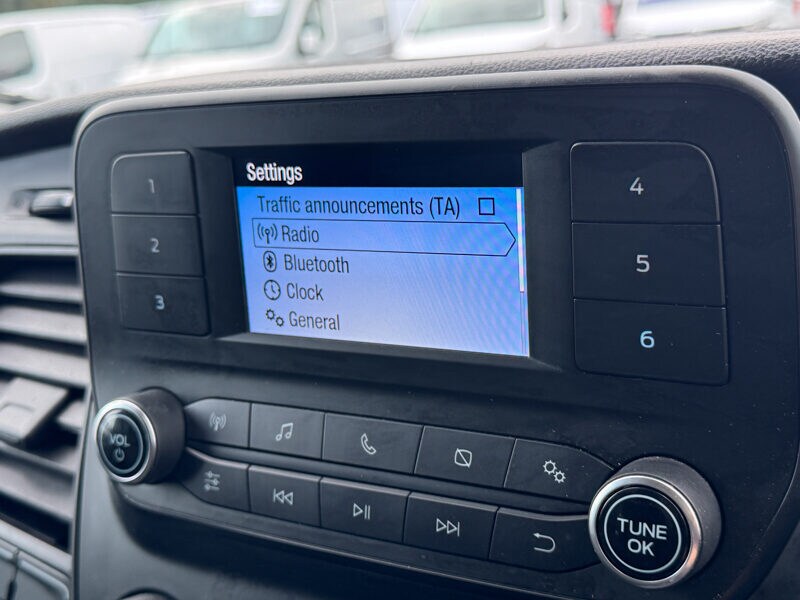 Settings
Traffic announcements (TA)
Radio
Bluetooth
Clock
General
1
2
3
4
5
6
VOL
TUNE
OK